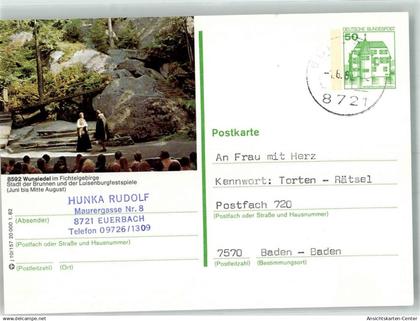 8592 Wunsiedel im Fichtelgebirge
Stadt der Brunnen und der Luisenburgfestspiele
(Juni bis Mitte August)
HUNKA RUDOLF
Maurergasse Nr. 8
(Absender) 8721 EUERBACH
Telefon 09726/1309
(Postfach oder Straße und Hausnummer)
(Postleitzahl) (Ort)
DEUTSCHE BUNDESPOST
50
8721
Postkarte
An Frau mit Herz
Kennwort: Torten - Rätsel
Postfach 720
(Postfach oder Straße und Hausnummer)
7570 Baden - Baden
(Postleitzahl) (Bestimmungsort)
Ansichtskarten-Center